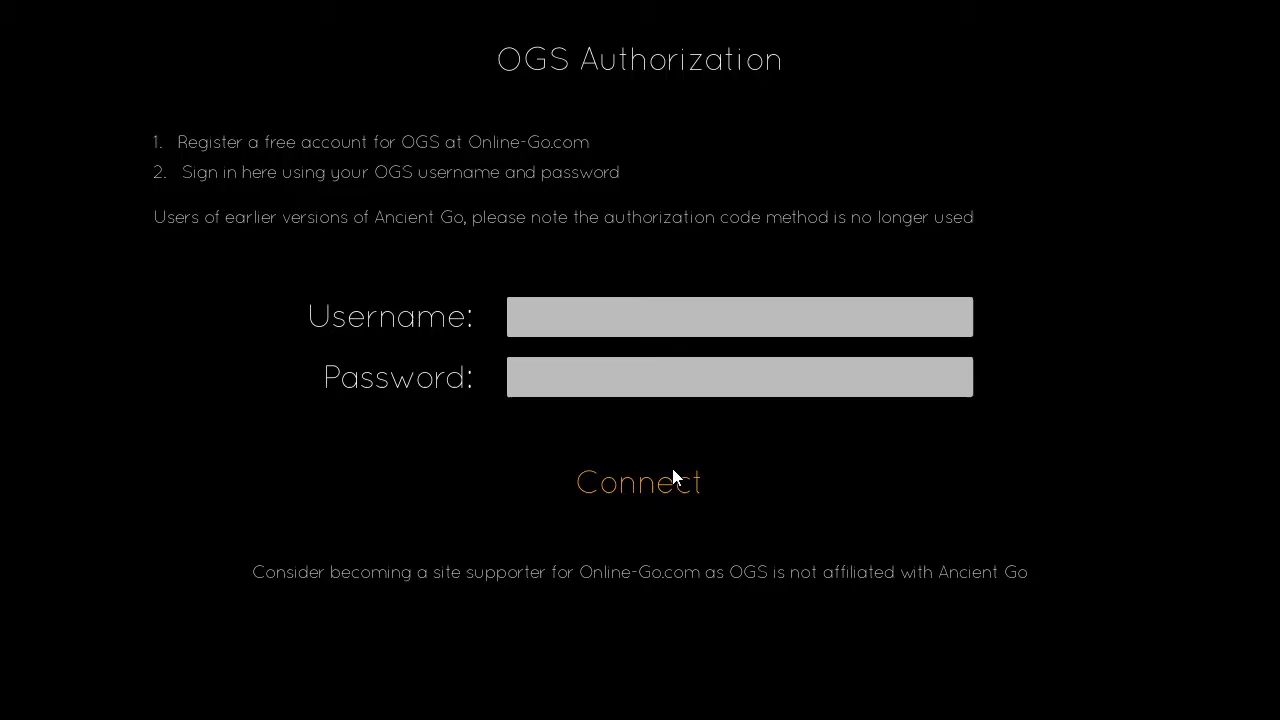 OGS Authorization
1. Register a free account for OGS at Online-Go.com
2. Sign in here using your OGS username and password
Users of earlier versions of Ancient Go, please note the authorization code method is no longer used
Username:
Password:
Connect
Consider becoming a site supporter for Online-Go.com as OGS is not affiliated with Ancient Go